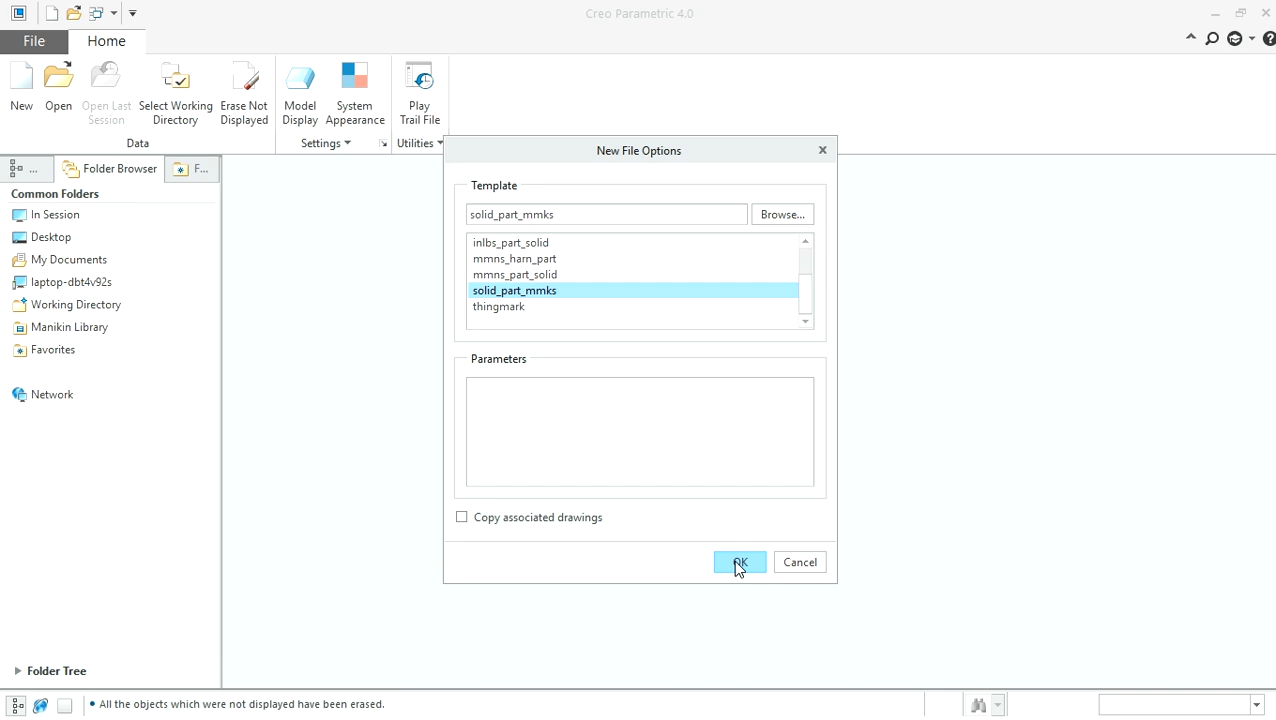 Creo Parametric 4.0
File
Home
New
Open
Open Last
Session
Select Working
Directory
Erase Not
Displayed
Model
Display
System
Appearance
Play
Trail File
Data
Settings
Utilities
...
Folder Browser
F...
Common Folders
In Session
Desktop
My Documents
laptop-dbt4v92s
Working Directory
Manikin Library
Favorites
Network
Folder Tree
New File Options
Template
solid_part_mmks
Browse...
inlbs_part_solid
mmns_harn_part
mmns_part_solid
solid_part_mmks
thingmark
Parameters
Copy associated drawings
OK
Cancel
• All the objects which were not displayed have been erased.